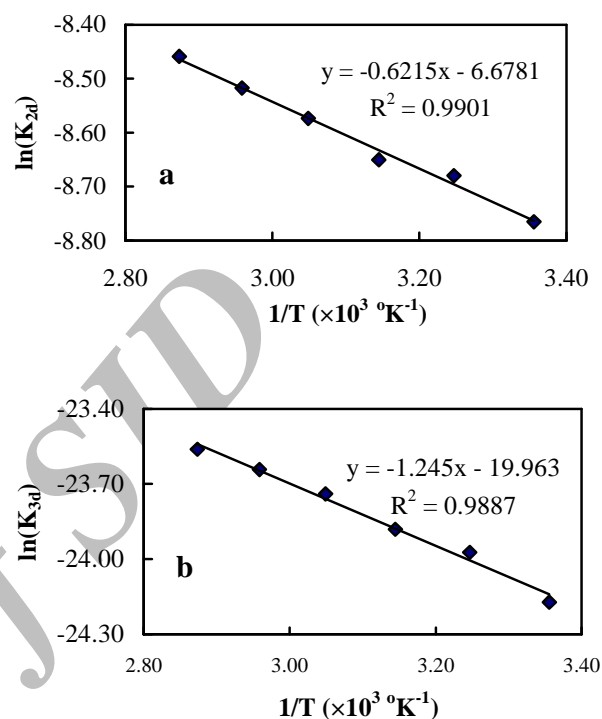 -8.40
-8.50
-8.60
-8.70
-8.80
ln(K2d)
y = -0.6215x - 6.6781
R² = 0.9901
a
2.80 3.00 3.20 3.40
1/T (×10³ ᵒK⁻¹)
-23.40
-23.70
-24.00
-24.30
ln(K3d)
y = -1.245x - 19.963
R² = 0.9887
b
2.80 3.00 3.20 3.40
1/T (×10³ ᵒK⁻¹)
J SID